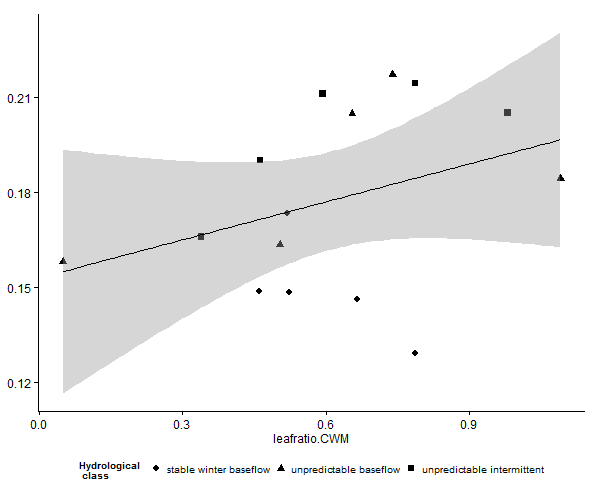 0.21
0.18
0.15
0.12
0.0 0.3 0.6 0.9
leafratio.CWM
Hydrological
class
stable winter baseflow unpredictable baseflow unpredictable intermittent